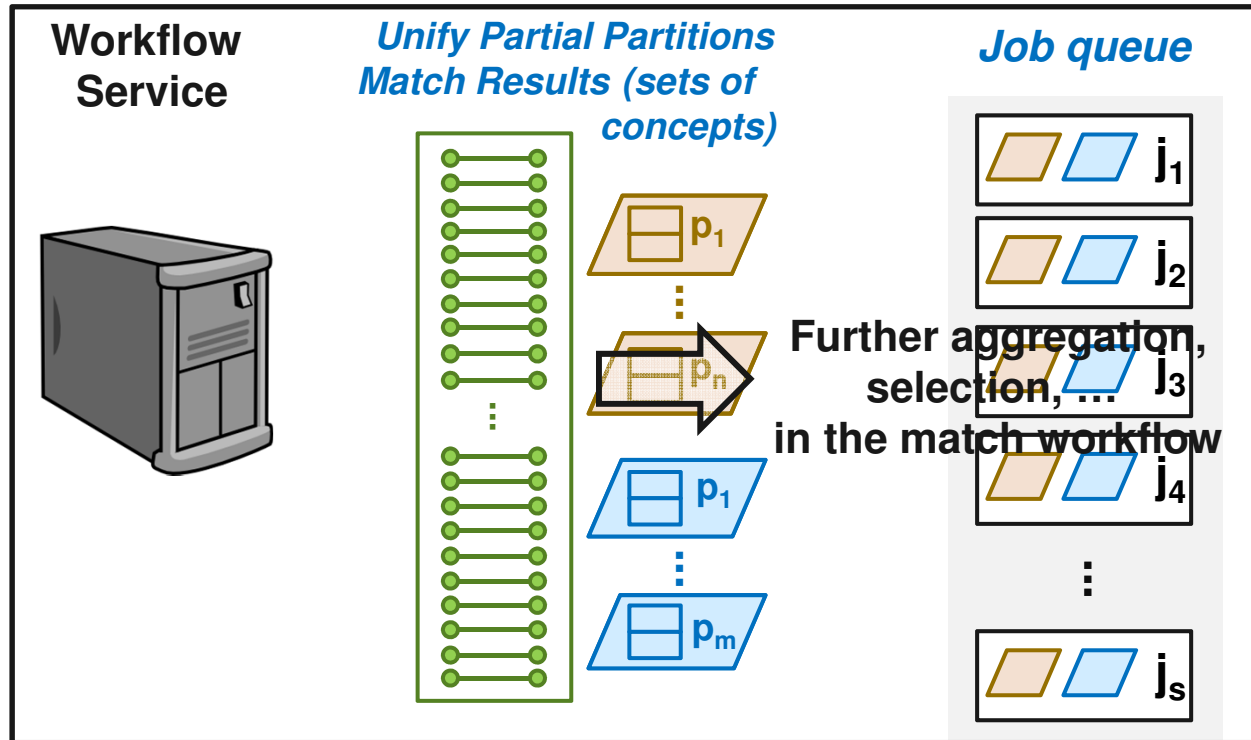 Workflow
Service
Unify Partial Partitions
Match Results (sets of
concepts)
Job queue
p₁
⋮
pₙ
⋮
p₁
⋮
pₘ
Further aggregation,
selection, …
in the match workflow
j₁
j₂
j₃
j₄
⋮
jₛ